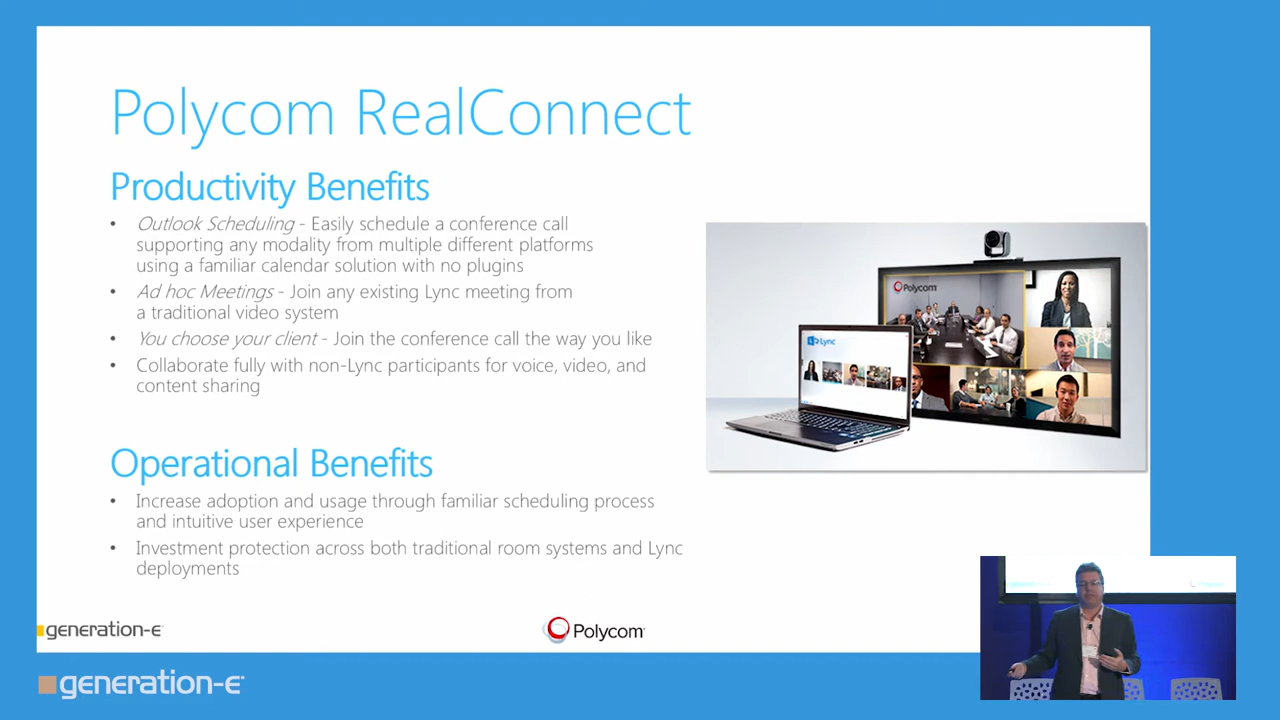 Polycom RealConnect
Productivity Benefits
• Outlook Scheduling - Easily schedule a conference call
supporting any modality from multiple different platforms
using a familiar calendar solution with no plugins
• Ad hoc Meetings - Join any existing Lync meeting from
a traditional video system
• You choose your client - Join the conference call the way you like
• Collaborate fully with non-Lync participants for voice, video, and
content sharing
Polycom
Lync
Operational Benefits
• Increase adoption and usage through familiar scheduling process
and intuitive user experience
• Investment protection across both traditional room systems and Lync
deployments
generation-e
Polycom
generation-e